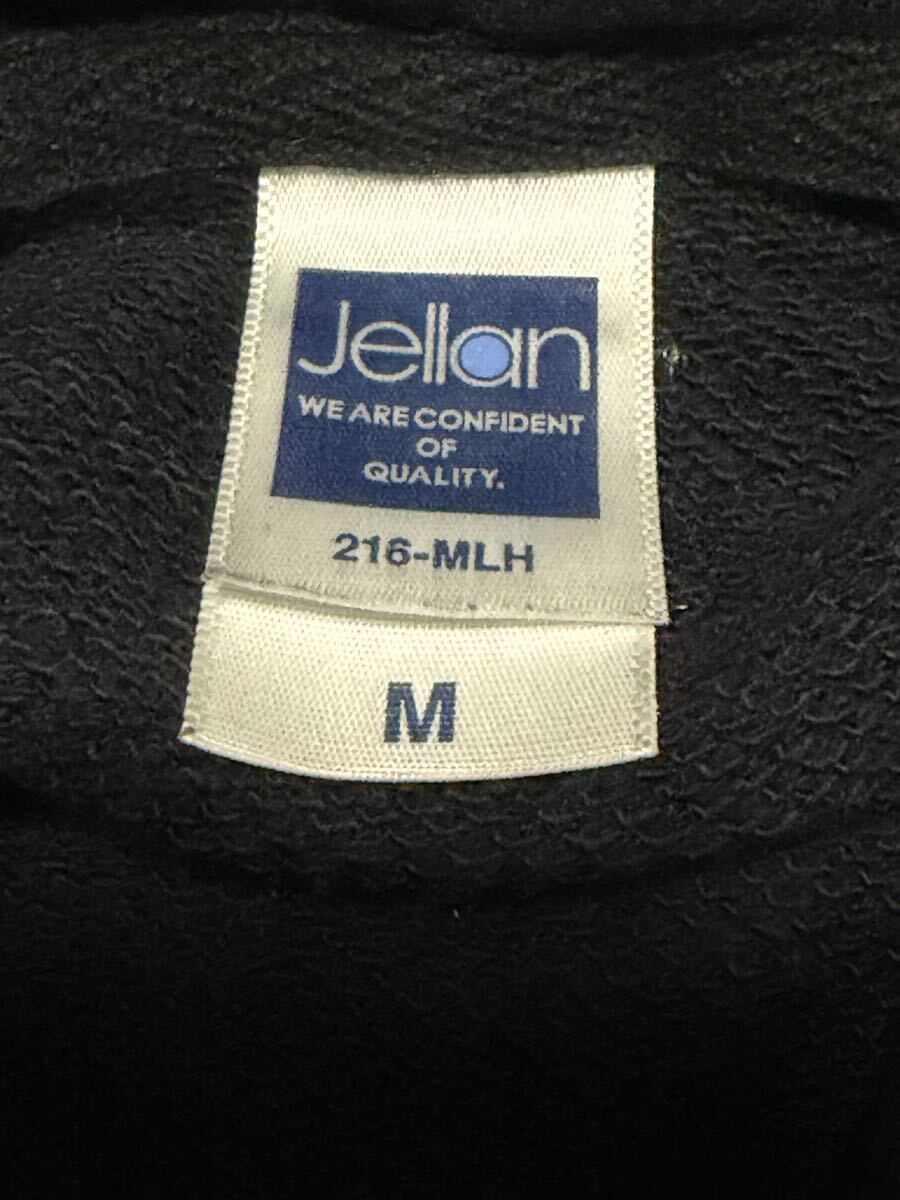 Jellan
WE ARE CONFIDENT
OF
QUALITY.
216-MLH
M